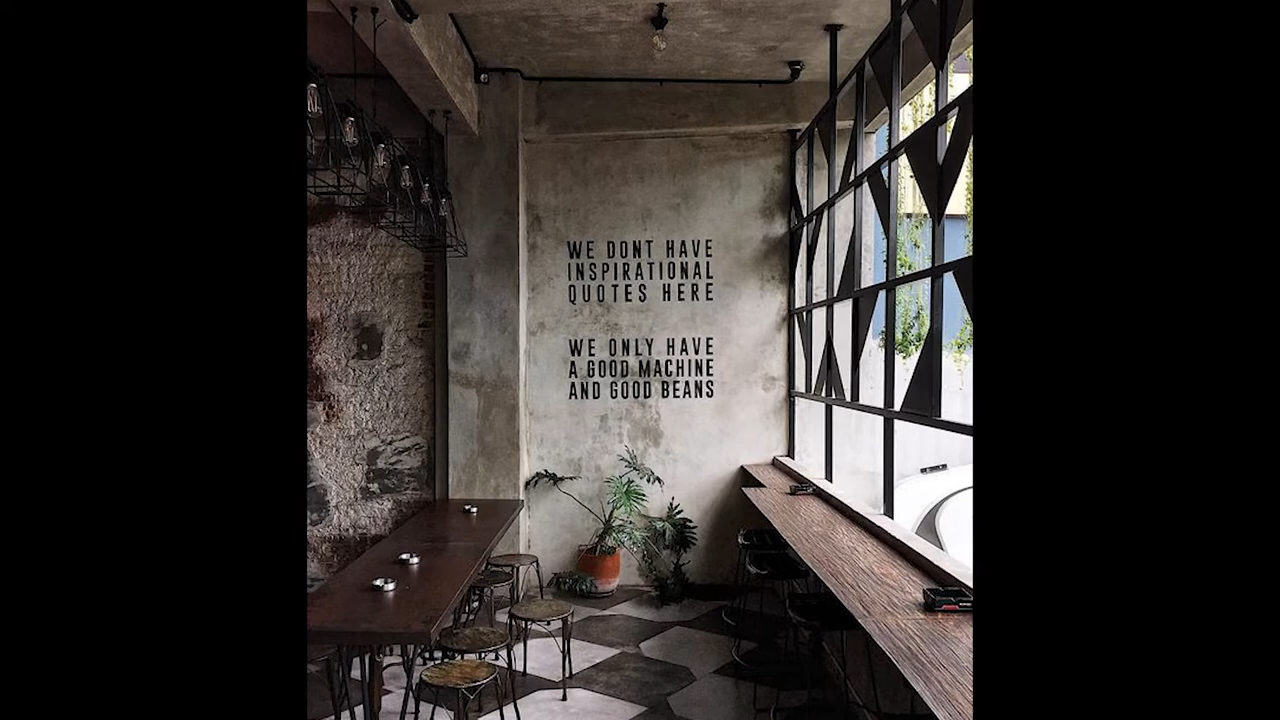 WE DONT HAVE
INSPIRATIONAL
QUOTES HERE
WE ONLY HAVE
A GOOD MACHINE
AND GOOD BEANS